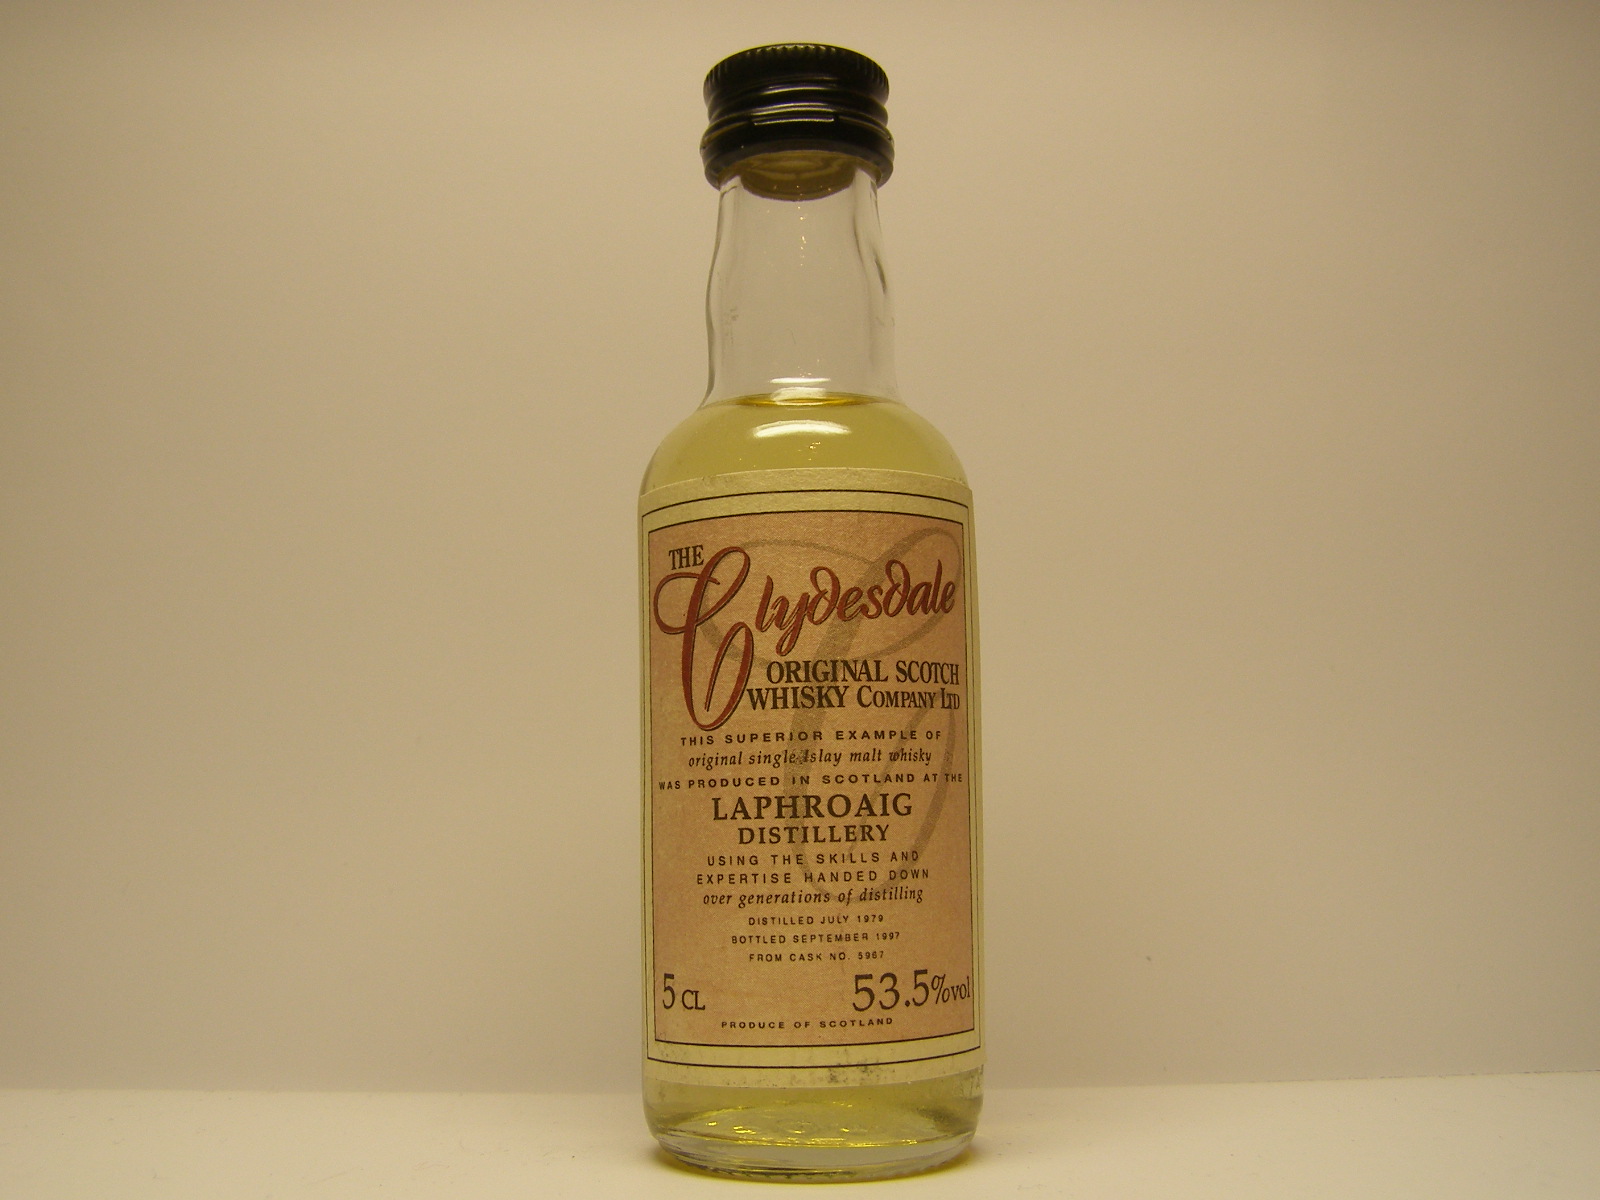 THE
Clydesdale
ORIGINAL SCOTCH
WHISKY COMPANY LTD
THIS SUPERIOR EXAMPLE OF
original single Islay malt whisky
WAS PRODUCED IN SCOTLAND AT THE
LAPHROAIG
DISTILLERY
USING THE SKILLS AND
EXPERTISE HANDED DOWN
over generations of distilling
DISTILLED JULY 1979
BOTTLED SEPTEMBER 1997
FROM CASK NO. 5967
5 CL 53.5%vol
PRODUCE OF SCOTLAND